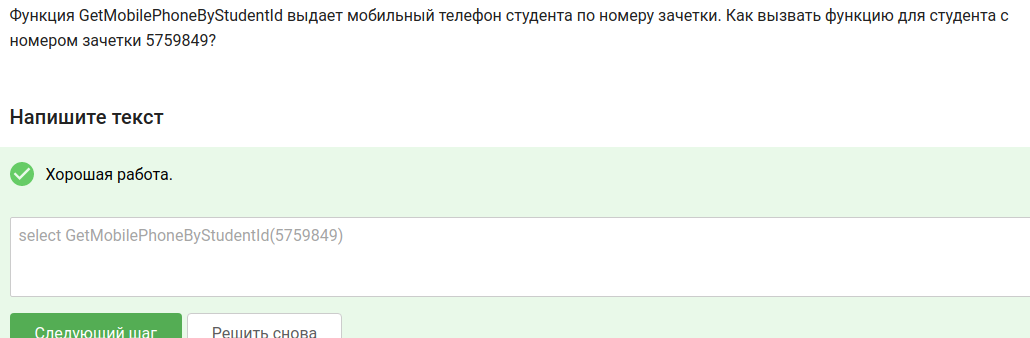 Функция GetMobilePhoneByStudentId выдает мобильный телефон студента по номеру зачетки. Как вызвать функцию для студента с
номером зачетки 5759849?
Напишите текст
Хорошая работа.
select GetMobilePhoneByStudentId(5759849)
Следующий шаг Решить снова